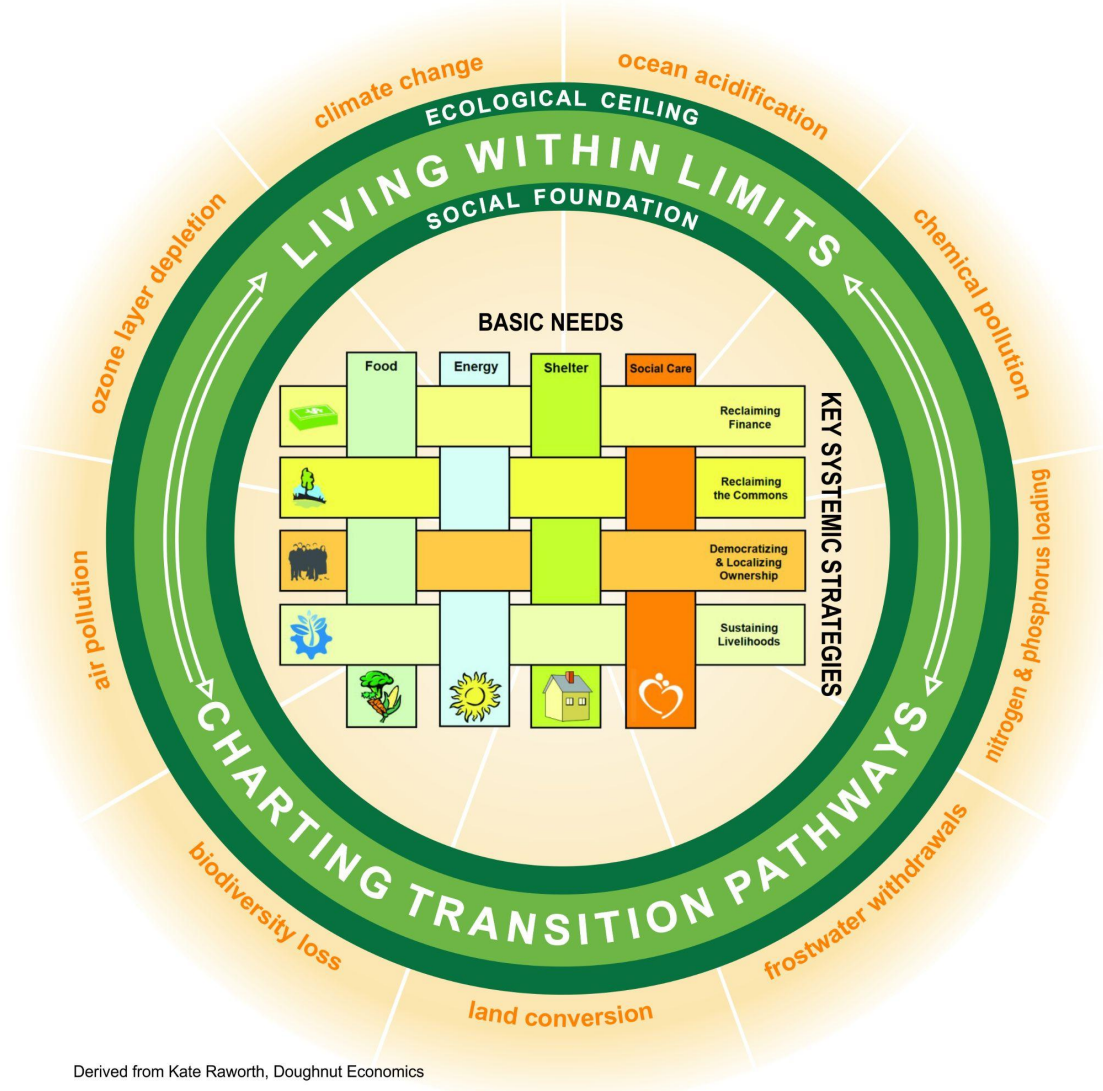 climate change
ocean acidification
chemical pollution
nitrogen & phosphorus loading
frostwater withdrawals
land conversion
biodiversity loss
air pollution
ozone layer depletion
ECOLOGICAL CEILING
LIVING WITHIN LIMITS
SOCIAL FOUNDATION
CHARTING TRANSITION PATHWAYS
BASIC NEEDS
Food
Energy
Shelter
Social Care
KEY SYSTEMIC STRATEGIES
Reclaiming
Finance
Reclaiming
the Commons
Democratizing
& Localizing
Ownership
Sustaining
Livelihoods
Derived from Kate Raworth, Doughnut Economics